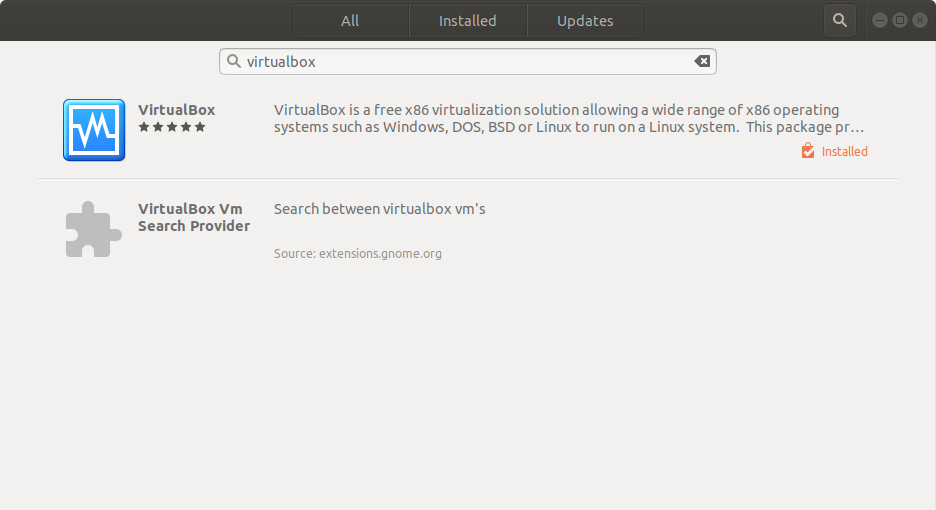 All
Installed
Updates
virtualbox
VirtualBox
VirtualBox is a free x86 virtualization solution allowing a wide range of x86 operating
systems such as Windows, DOS, BSD or Linux to run on a Linux system.  This package pr…
Installed
VirtualBox Vm
Search Provider
Search between virtualbox vm's
Source: extensions.gnome.org